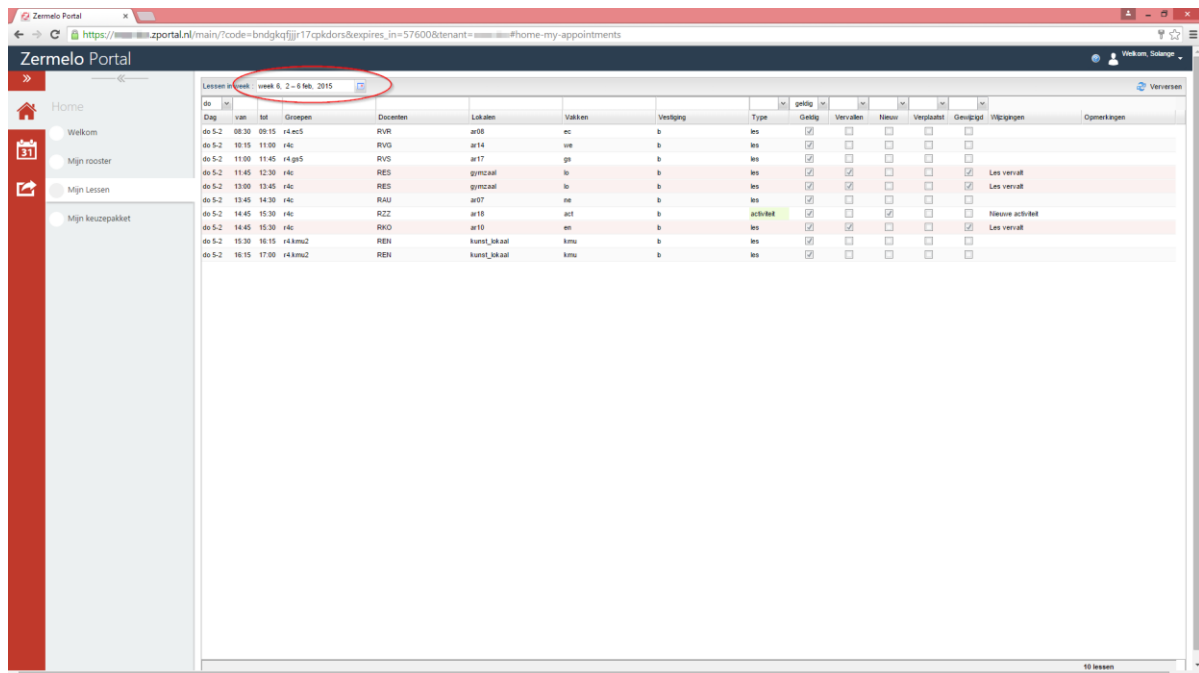 Zermelo Portal
https:// .zportal.nl/main/?code=bndgkqfjjjr17cpkdors&expires_in=57600&tenant= #home-my-appointments
Zermelo Portal
Welkom, Solange
Home
Welkom
Mijn rooster
Mijn Lessen
Mijn keuzepakket
31
Lessen in week : week 6, 2 – 6 feb, 2015 Verversen
do geldig
Dag van tot Groepen Docenten Lokalen Vakken Vestiging Type Geldig Vervallen Nieuw Verplaatst Gewijzigd Wijzigingen Opmerkingen
do 5-2 08:30 09:15 r4.ec5 RVR ar08 ec b les
do 5-2 10:15 11:00 r4c RVG ar14 we b les
do 5-2 11:00 11:45 r4.gs5 RVS ar17 gs b les
do 5-2 11:45 12:30 r4c RES gymzaal lo b les Les vervalt
do 5-2 13:00 13:45 r4c RES gymzaal lo b les Les vervalt
do 5-2 13:45 14:30 r4c RAU ar07 ne b les
do 5-2 14:45 15:30 r4c RZZ ar18 act b activiteit Nieuwe activiteit
do 5-2 14:45 15:30 r4c RKO ar10 en b les Les vervalt
do 5-2 15:30 16:15 r4.kmu2 REN kunst_lokaal kmu b les
do 5-2 16:15 17:00 r4.kmu2 REN kunst_lokaal kmu b les
10 lessen